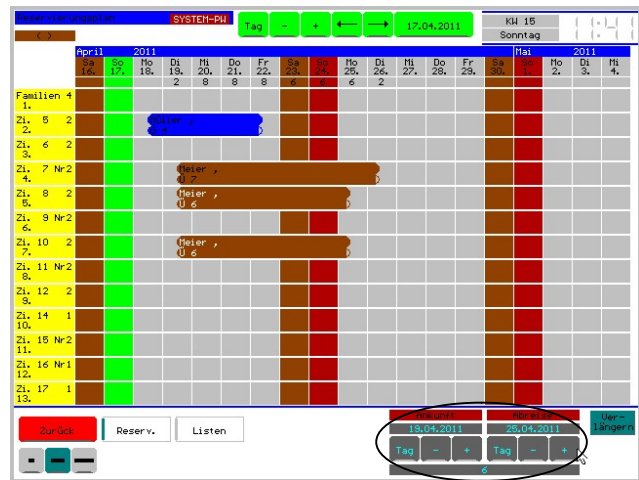 Reservierungsplan SYSTEM-PW Tag - + 17.04.2011 KW 15
( ) Sonntag
April 2011 Mai 2011
Sa So Mo Di Mi Do Fr Sa So Mo Di Mi Do Fr Sa So Mo Di Mi
16. 17. 18. 19. 20. 21. 22. 23. 24. 25. 26. 27. 28. 29. 30. 1. 2. 3. 4.
2 8 8 8 6 6 6 2
Familien 4
1.
Zi. 5 2 Müller ,
2. Ü 4
Zi. 6 2
3.
Zi. 7 Nr2 Meier ,
4. Ü 7
Zi. 8 2 Meier ,
5. Ü 6
Zi. 9 Nr2
6.
Zi. 10 2 Meier ,
7. Ü 6
Zi. 11 Nr2
8.
Zi. 12 2
9.
Zi. 14 1
10.
Zi. 15 Nr2
11.
Zi. 16 Nr1
12.
Zi. 17 1
13.
Ankunft Abreise Ver-
Zurück Reserv. Listen 19.04.2011 25.04.2011 längern
Tag - + Tag - +
6